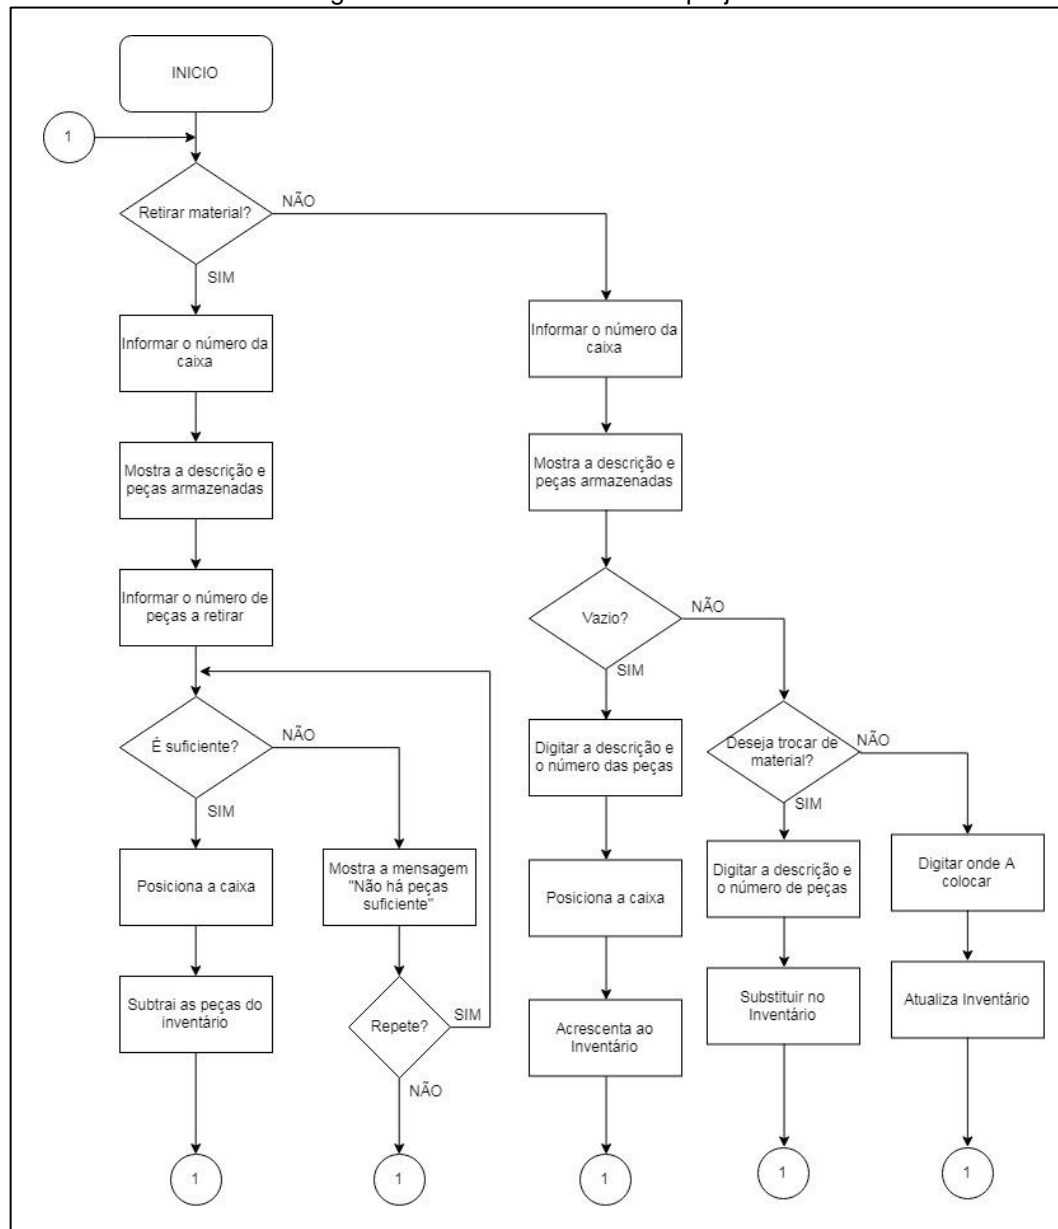 INICIO
1
Retirar material?
NÃO
SIM
Informar o número da
caixa
Mostra a descrição e
peças armazenadas
Informar o número de
peças a retirar
É suficiente?
NÃO
SIM
Posiciona a caixa
Subtrai as peças do
inventário
1
Mostra a mensagem
"Não há peças
suficiente"
Repete?
SIM
NÃO
1
Informar o número da
caixa
Mostra a descrição e
peças armazenadas
Vazio?
NÃO
SIM
Digitar a descrição e
o número das peças
Posiciona a caixa
Acrescenta ao
Inventário
1
Deseja trocar de
material?
NÃO
SIM
Digitar a descrição e
o número de peças
Substituir no
Inventário
1
Digitar onde A
colocar
Atualiza Inventário
1